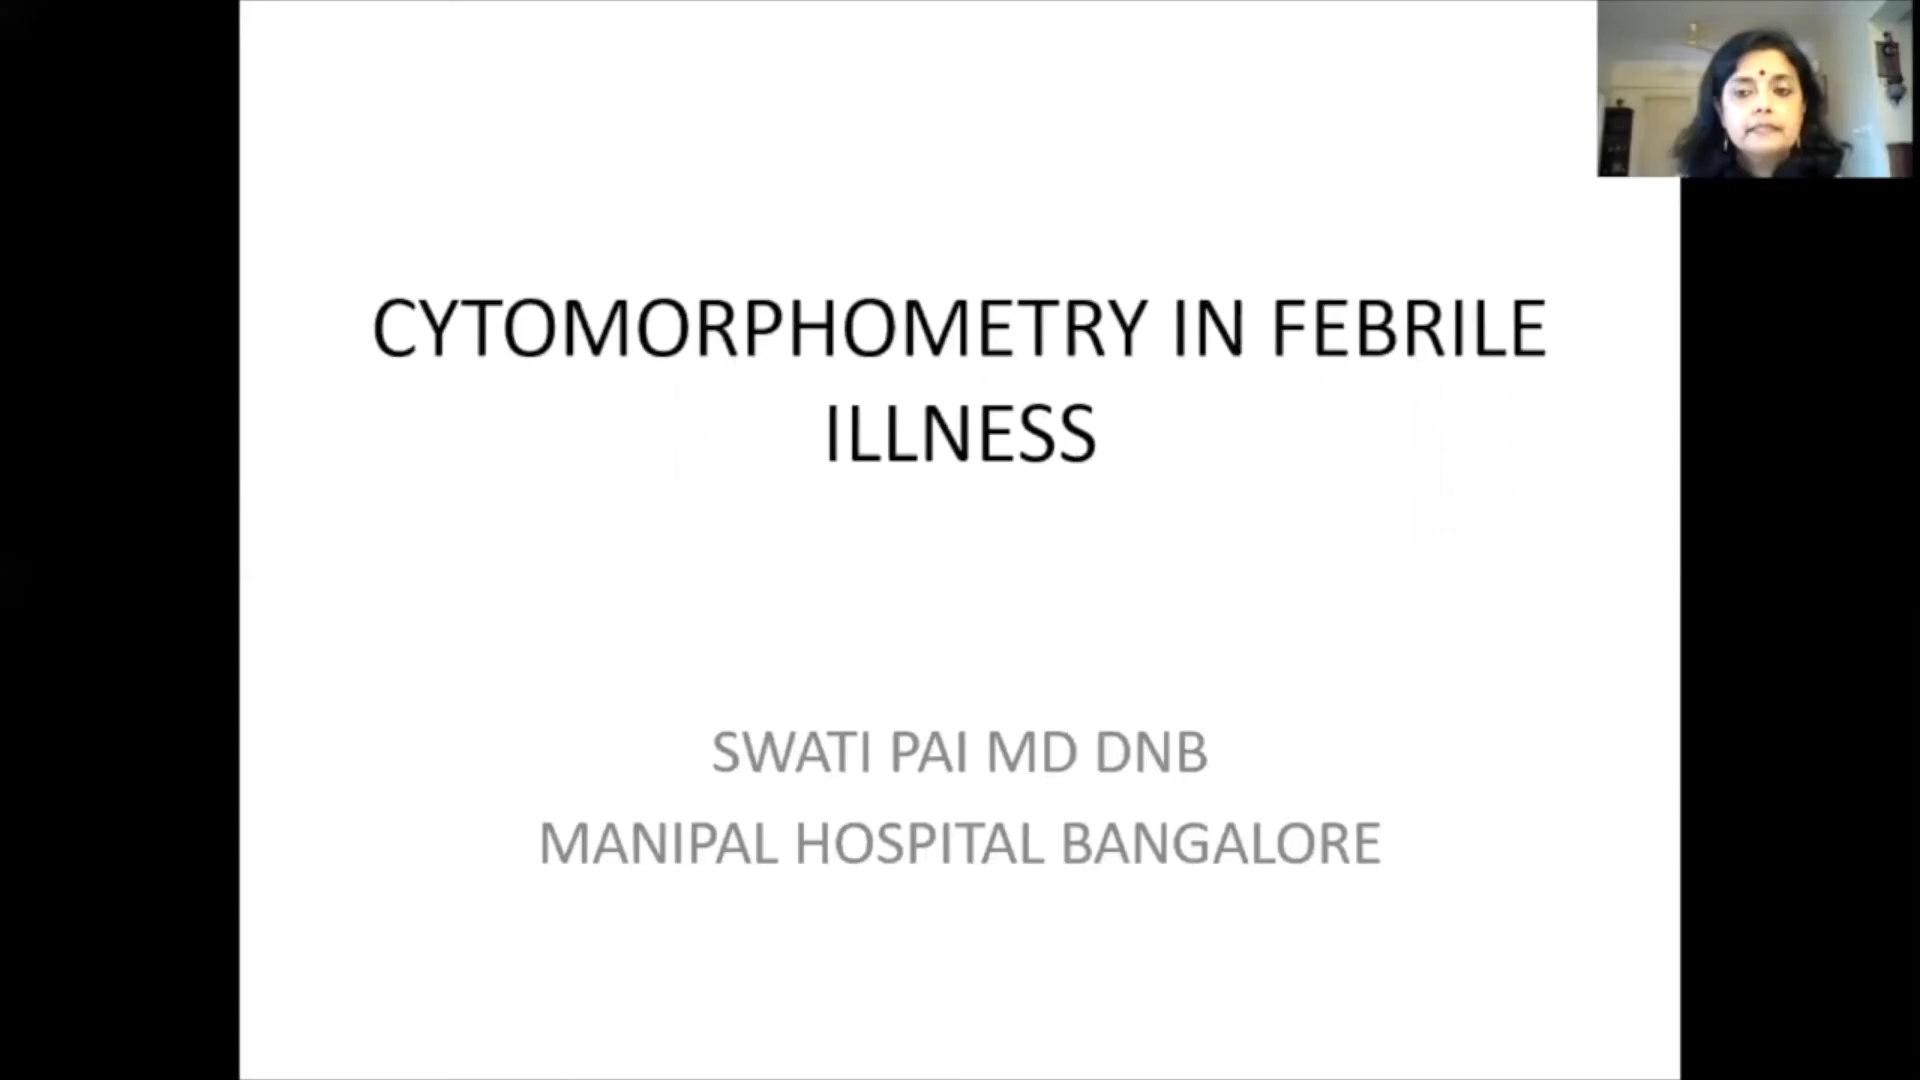 CYTOMORPHOMETRY IN FEBRILE
ILLNESS
SWATI PAI MD DNB
MANIPAL HOSPITAL BANGALORE